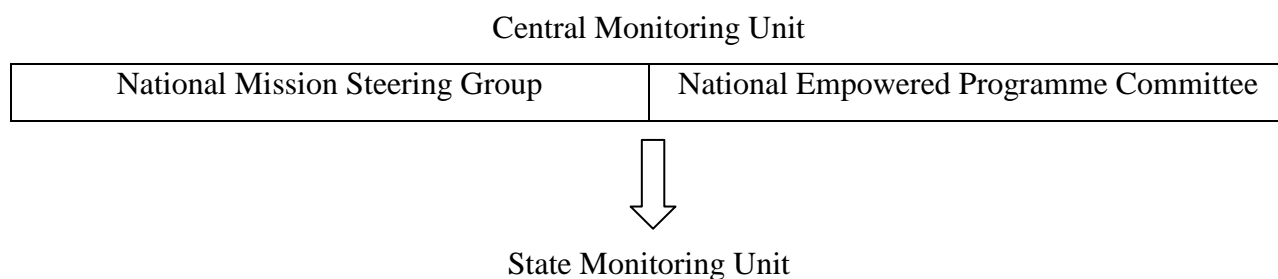 Central Monitoring Unit
National Mission Steering Group National Empowered Programme Committee
State Monitoring Unit